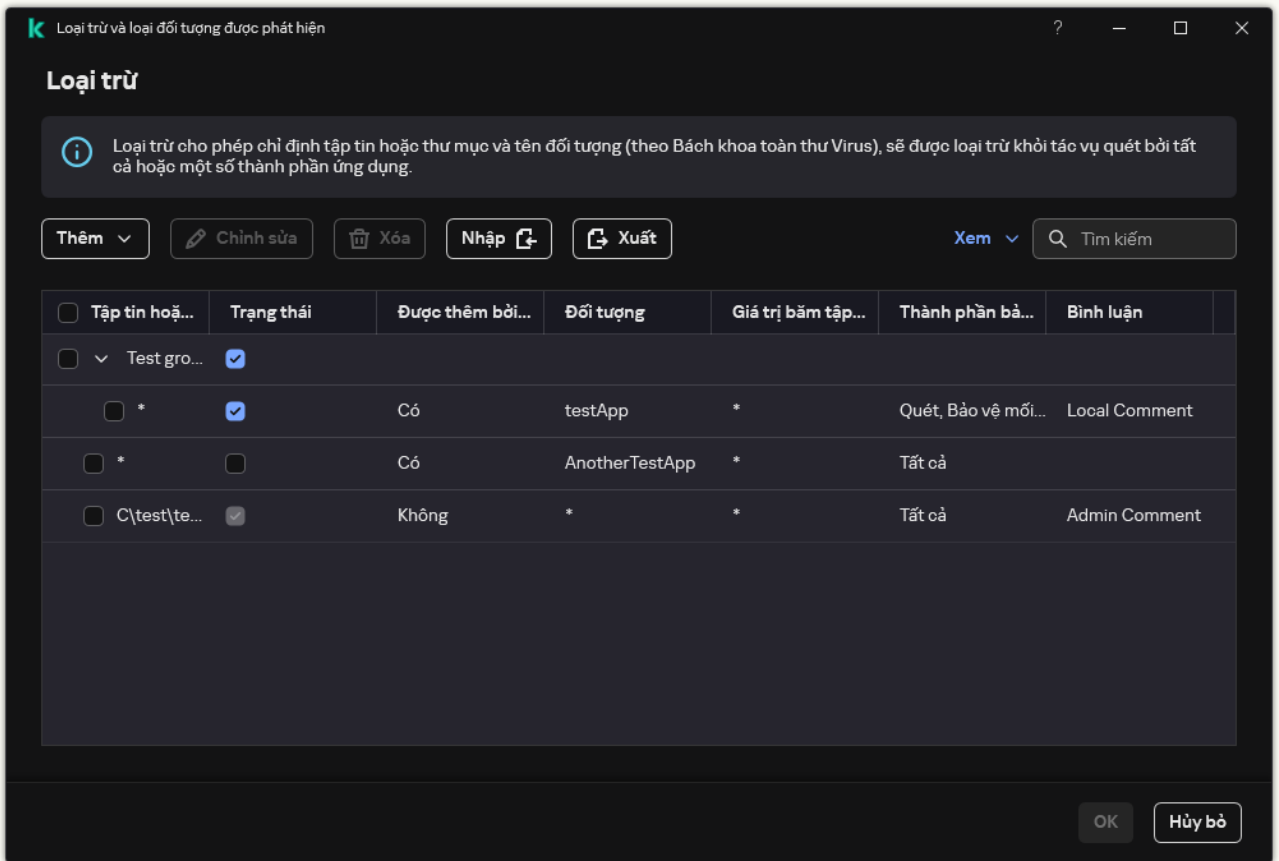 Loại trừ và loại đối tượng được phát hiện
?
Loại trừ
Loại trừ cho phép chỉ định tập tin hoặc thư mục và tên đối tượng (theo Bách khoa toàn thư Virus), sẽ được loại trừ khỏi tác vụ quét bởi tất
cả hoặc một số thành phần ứng dụng.
Thêm Chỉnh sửa Xóa Nhập Xuất Xem Tìm kiếm
Tập tin hoặ... Trạng thái Được thêm bởi... Đối tượng Giá trị băm tập... Thành phần bả... Bình luận
Test gro...
* Có testApp * Quét, Bảo vệ mối... Local Comment
* Có AnotherTestApp * Tất cả
C\test\te... Không * * Tất cả Admin Comment
OK Hủy bỏ